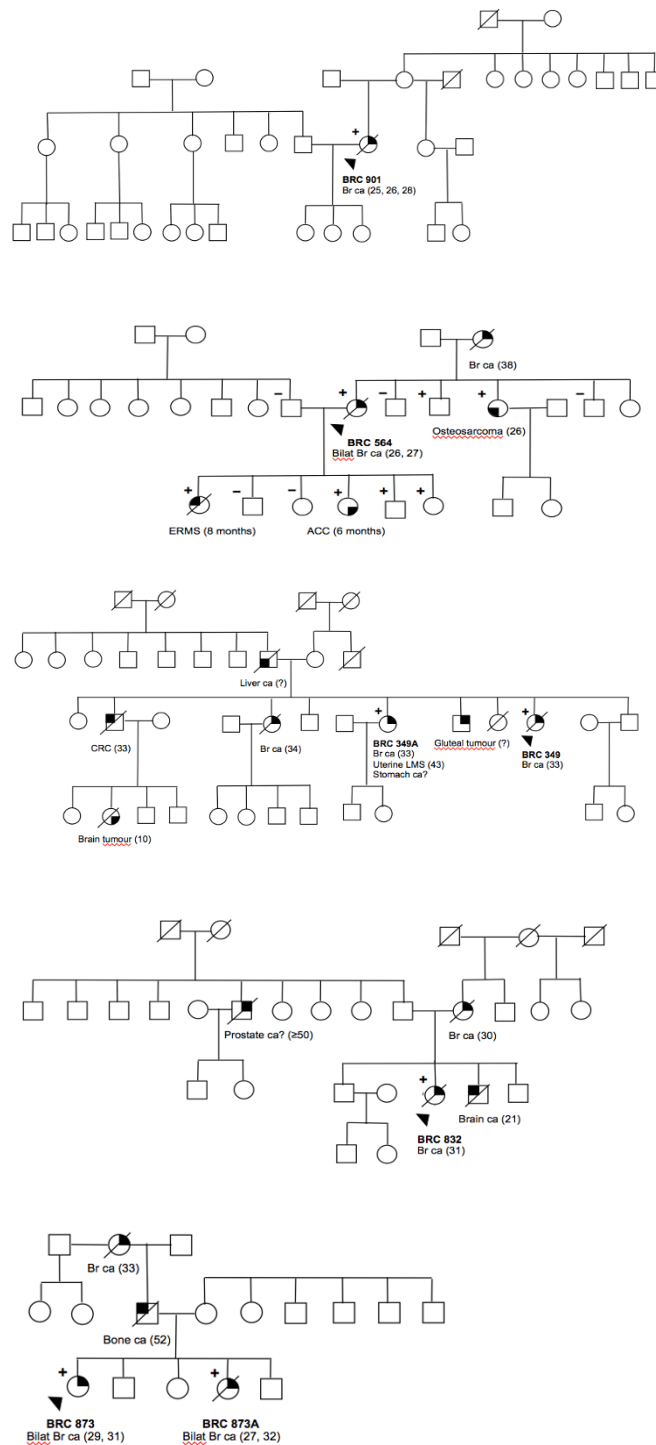 +
BRC 901
Br ca (25, 26, 28)
Br ca (38)
− + − + + −
BRC 564
Bilat Br ca (26, 27)
Osteosarcoma (26)
+ − − + + +
ERMS (8 months)
ACC (6 months)
Liver ca (?)
+ +
CRC (33)
Br ca (34)
BRC 349A
Br ca (33)
Uterine LMS (43)
Stomach ca?
Gluteal tumour (?)
BRC 349
Br ca (33)
Brain tumour (10)
Prostate ca? (≥50)
Br ca (30)
+
BRC 832
Br ca (31)
Brain ca (21)
Br ca (33)
Bone ca (52)
+ +
BRC 873
Bilat Br ca (29, 31)
BRC 873A
Bilat Br ca (27, 32)